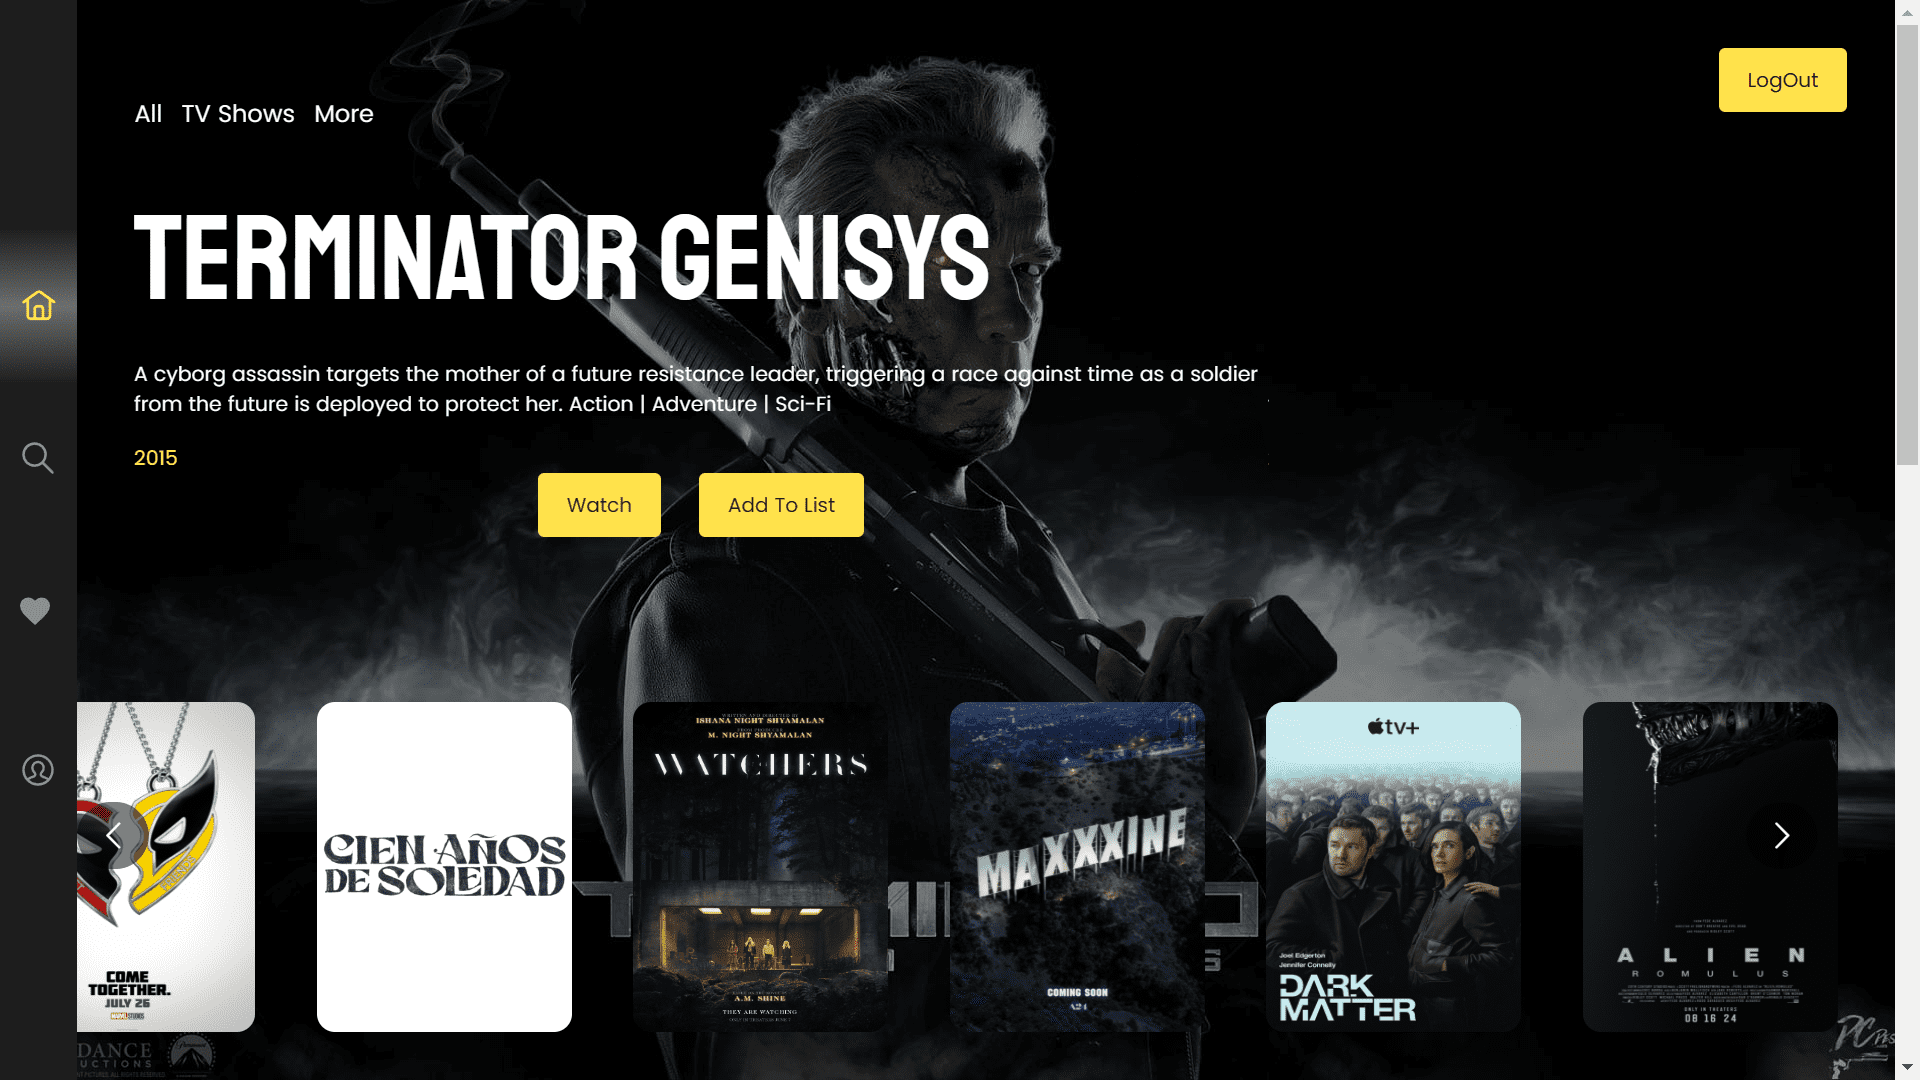 LogOut
All TV Shows More
TERMINATOR GENISYS
A cyborg assassin targets the mother of a future resistance leader, triggering a race against time as a soldier
from the future is deployed to protect her. Action | Adventure | Sci-Fi
2015
Watch
Add To List
COME
TOGETHER.
JULY 26
MARVEL STUDIOS
CIEN AÑOS
DE SOLEDAD
ISHANA NIGHT SHYAMALAN
M. NIGHT SHYAMALAN
WATCHERS
A.M. SHINE
THEY ARE WATCHING
MAXXXINE
COMING SOON
A24
tv+
Joel Edgerton
Jennifer Connelly
DARK
MATTER
ALIEN
ROMULUS
ONLY IN THEATERS
08 16 24
DANCE
UCTIONS
Paramount